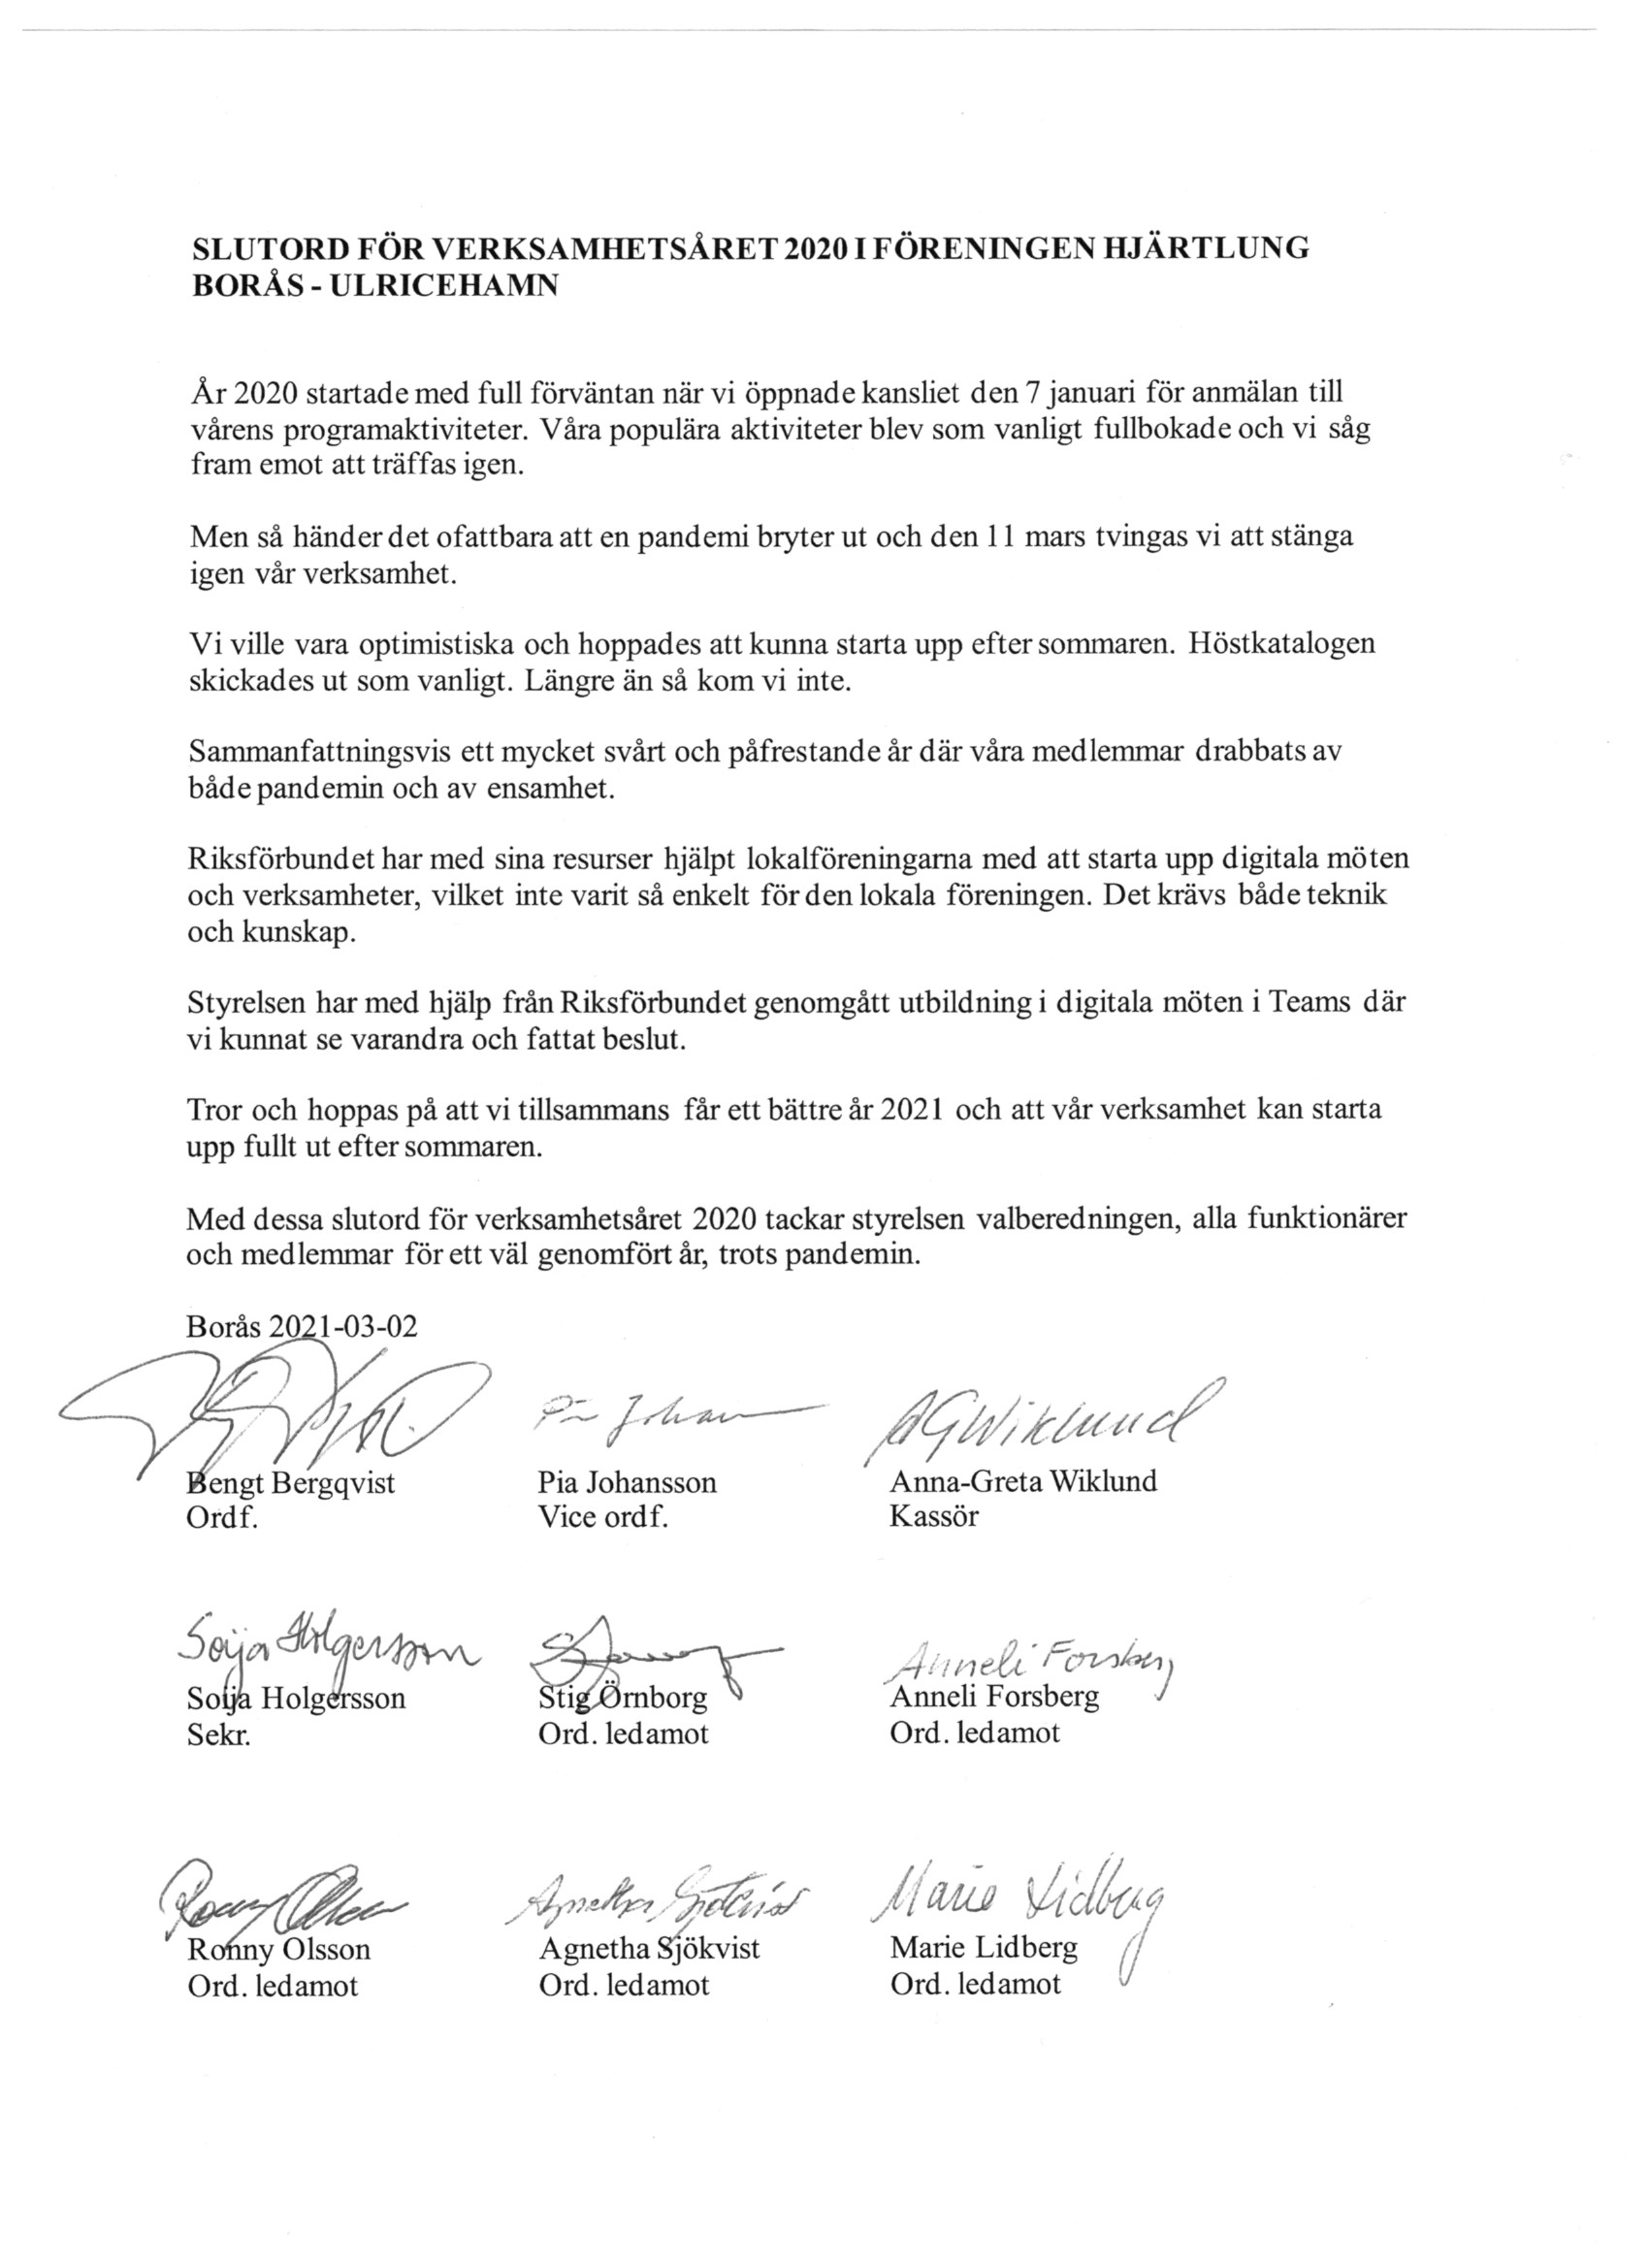 SLUTORD FÖR VERKSAMHETSÅRET 2020 I FÖRENINGEN HJÄRTLUNG
BORÅS - ULRICEHAMN
År 2020 startade med full förväntan när vi öppnade kansliet den 7 januari för anmälan till
vårens programaktiviteter. Våra populära aktiviteter blev som vanligt fullbokade och vi såg
fram emot att träffas igen.
Men så händer det ofattbara att en pandemi bryter ut och den 11 mars tvingas vi att stänga
igen vår verksamhet.
Vi ville vara optimistiska och hoppades att kunna starta upp efter sommaren. Höstkatalogen
skickades ut som vanligt. Längre än så kom vi inte.
Sammanfattningsvis ett mycket svårt och påfrestande år där våra medlemmar drabbats av
både pandemin och av ensamhet.
Riksförbundet har med sina resurser hjälpt lokalföreningarna med att starta upp digitala möten
och verksamheter, vilket inte varit så enkelt för den lokala föreningen. Det krävs både teknik
och kunskap.
Styrelsen har med hjälp från Riksförbundet genomgått utbildning i digitala möten i Teams där
vi kunnat se varandra och fattat beslut.
Tror och hoppas på att vi tillsammans får ett bättre år 2021 och att vår verksamhet kan starta
upp fullt ut efter sommaren.
Med dessa slutord för verksamhetsåret 2020 tackar styrelsen valberedningen, alla funktionärer
och medlemmar för ett väl genomfört år, trots pandemin.
Borås 2021-03-02
AGWiklund
Bengt Bergqvist Pia Johansson Anna-Greta Wiklund
Ordf. Vice ordf. Kassör
Soija Holgersson Anneli Forsberg
Soija Holgersson Stig Örnborg Anneli Forsberg
Sekr. Ord. ledamot Ord. ledamot
Ronny Olsson Agnetha Sjökvist Marie Lidberg
Ronny Olsson Agnetha Sjökvist Marie Lidberg
Ord. ledamot Ord. ledamot Ord. ledamot